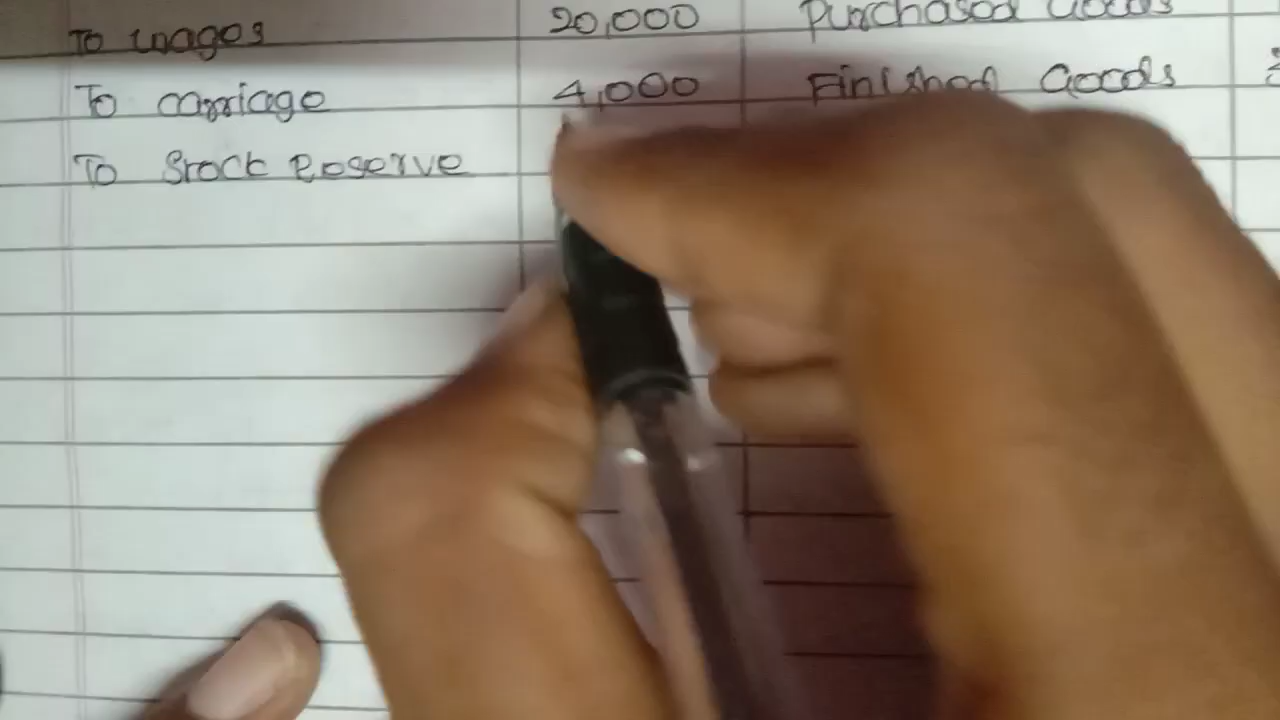 To wages 20,000 Purchased Goods
To carriage 4,000 Finished Goods
To Stock Reserve